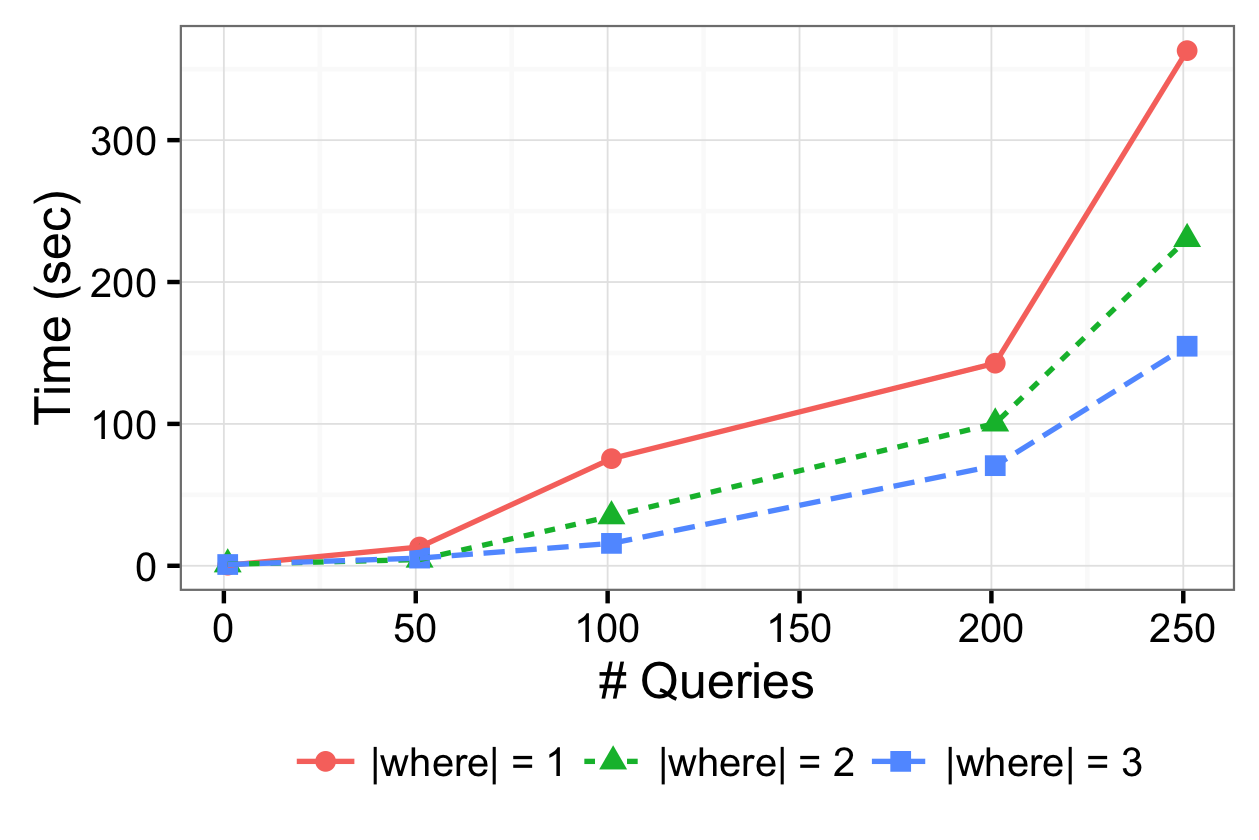 Time (sec)
300
200
100
0
0 50 100 150 200 250
# Queries
|where| = 1 |where| = 2 |where| = 3